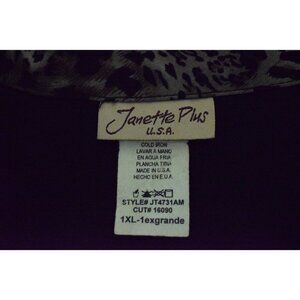 Janette Plus
U.S.A.
COLD IRON
LAVAR A MANO
EN AGUA FRIA
PLANCHA TIBIA
MADE IN U.S.A.
HECHO EN E.U.A.
STYLE# JT4731AM
CUT# 16090
1XL-1exgrande